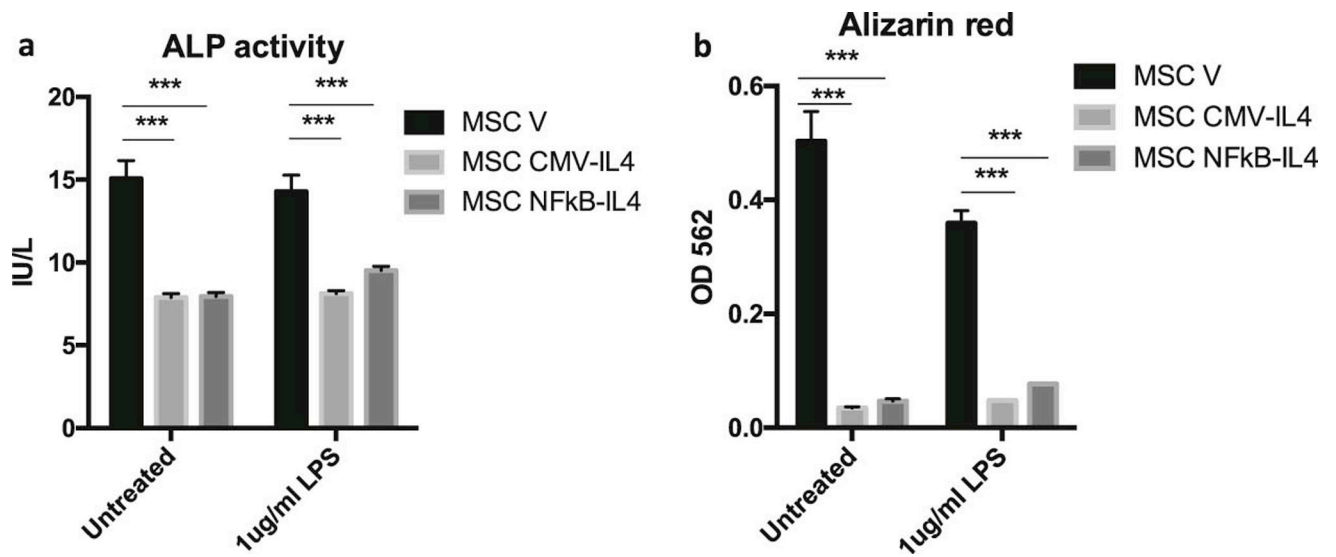 a
ALP activity
IU/L
20
15
10
5
0
***
***
***
***
Untreated
1ug/ml LPS
MSC V
MSC CMV-IL4
MSC NFkB-IL4
b
Alizarin red
OD 562
0.6
0.4
0.2
0.0
***
***
***
***
Untreated
1ug/ml LPS
MSC V
MSC CMV-IL4
MSC NFkB-IL4